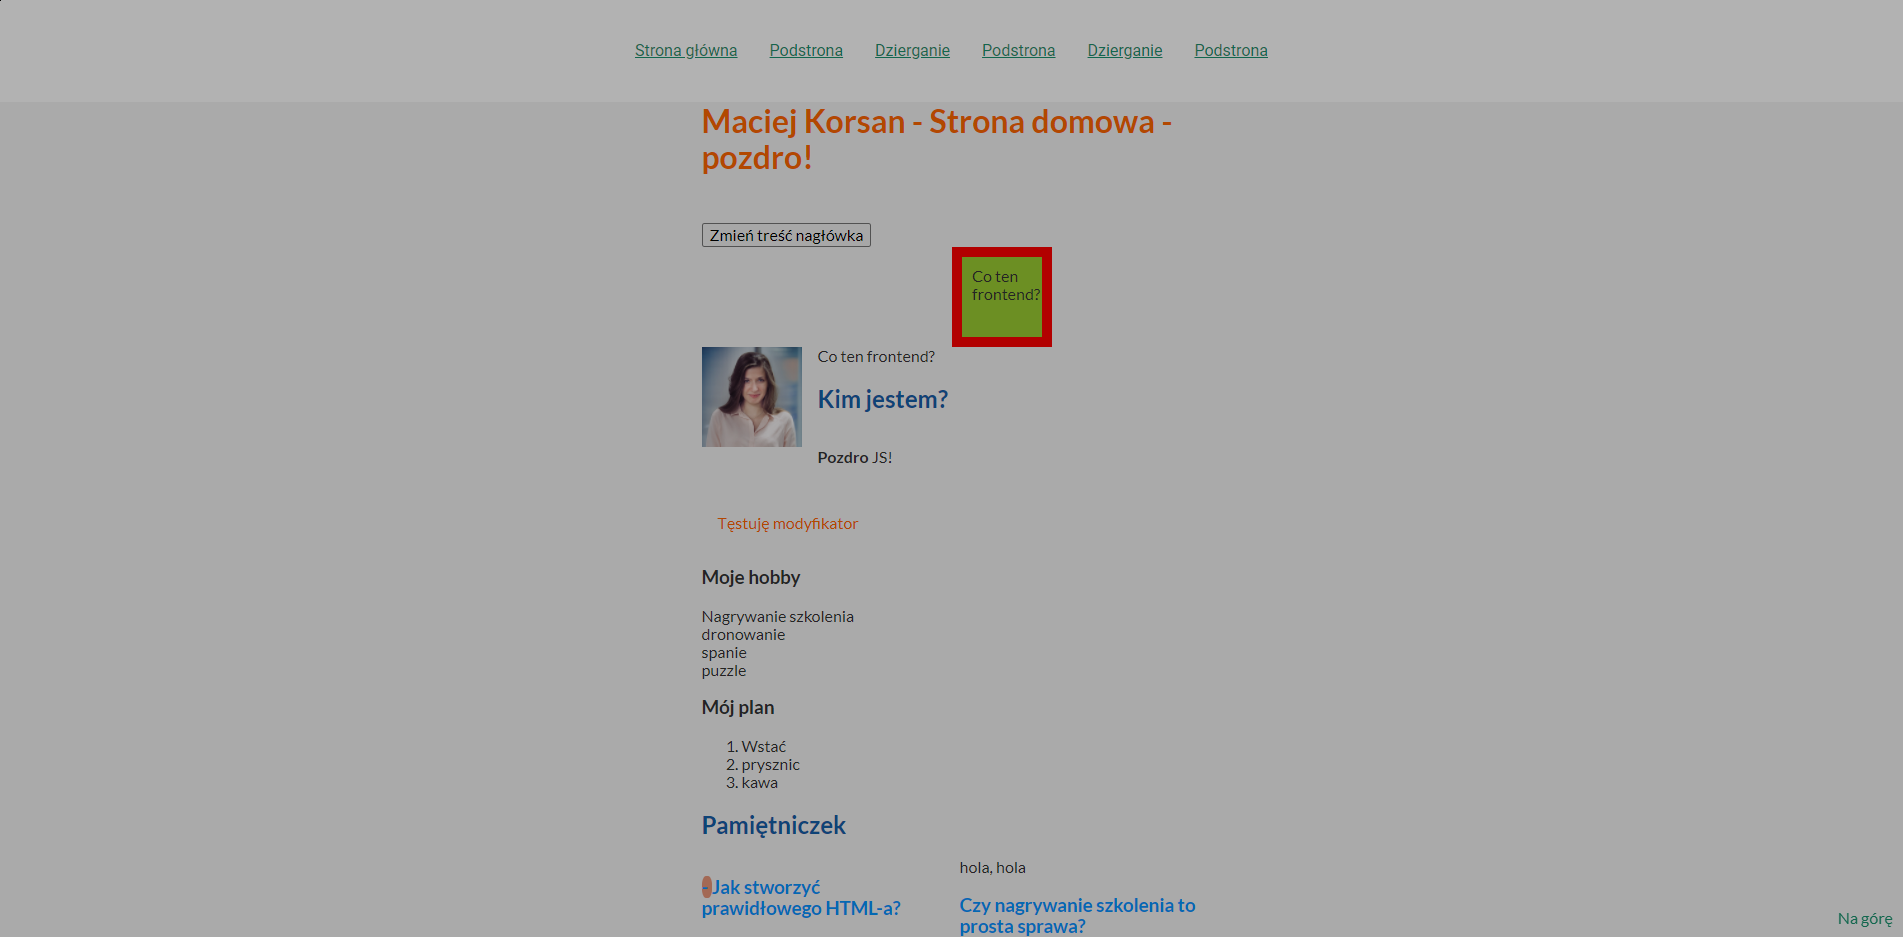 Strona główna Podstrona Dzierganie Podstrona Dzierganie Podstrona
Maciej Korsan - Strona domowa -
pozdro!
Zmień treść nagłówka
Co ten
frontend?
Co ten frontend?
Kim jestem?
Pozdro JS!
Tęstuję modyfikator
Moje hobby
Nagrywanie szkolenia
dronowanie
spanie
puzzle
Mój plan
1. Wstać
2. prysznic
3. kawa
Pamiętniczek
- Jak stworzyć
prawidłowego HTML-a?
hola, hola
Czy nagrywanie szkolenia to
prosta sprawa?
Na górę